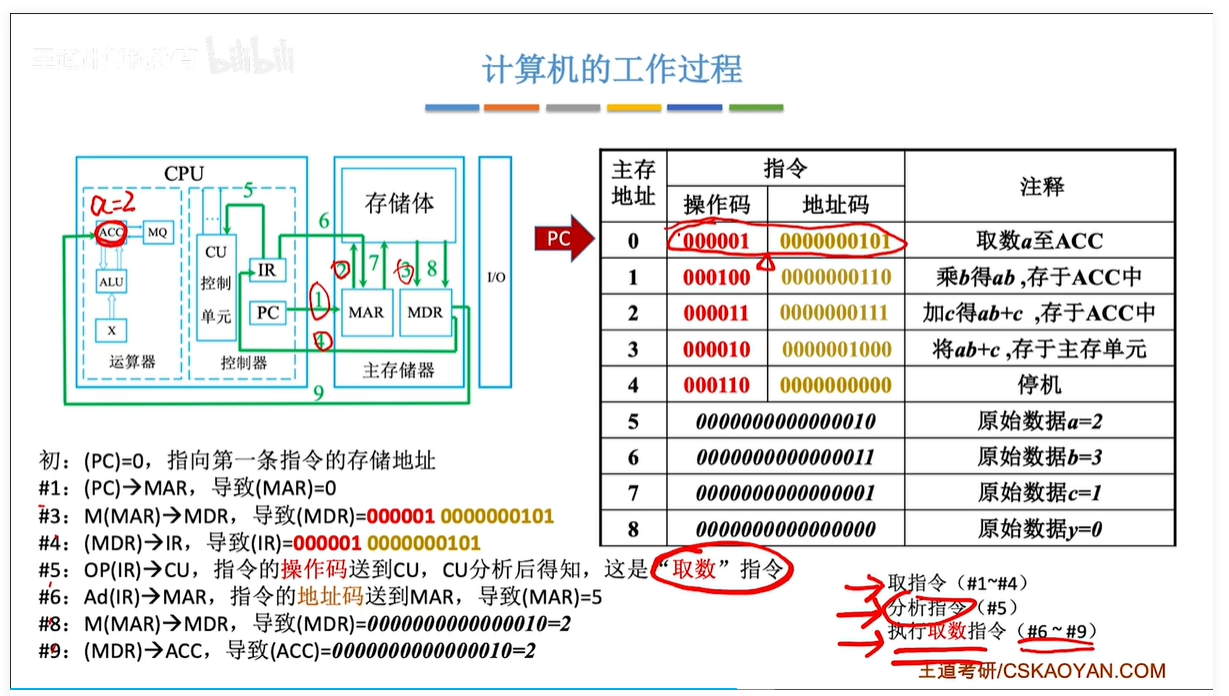 bilibili
计算机的工作过程
CPU
a=2
5
ACC
MQ
ALU
X
运算器
...
CU
控制
单元
IR
PC
控制器
6
1
2
7
3
8
4
9
存储体
MAR
MDR
主存储器
I/O
PC
主存地址 指令 注释
操作码 地址码
0 000001 0000000101 取数a至ACC
1 000100 0000000110 乘b得ab ,存于ACC中
2 000011 0000000111 加c得ab+c ,存于ACC中
3 000010 0000001000 将ab+c ,存于主存单元
4 000110 0000000000 停机
5 0000000000000010 原始数据a=2
6 0000000000000011 原始数据b=3
7 0000000000000001 原始数据c=1
8 0000000000000000 原始数据y=0
初：(PC)=0，指向第一条指令的存储地址
#1：(PC)→MAR，导致(MAR)=0
#3：M(MAR)→MDR，导致(MDR)=000001 0000000101
#4：(MDR)→IR，导致(IR)=000001 0000000101
#5：OP(IR)→CU，指令的操作码送到CU，CU分析后得知，这是“取数”指令
#6：Ad(IR)→MAR，指令的地址码送到MAR，导致(MAR)=5
#8：M(MAR)→MDR，导致(MDR)=0000000000000010=2
#9：(MDR)→ACC，导致(ACC)=0000000000000010=2
取指令（#1~#4）
分析指令（#5）
执行取数指令（#6 ~ #9）
王道考研/CSKAOYAN.COM